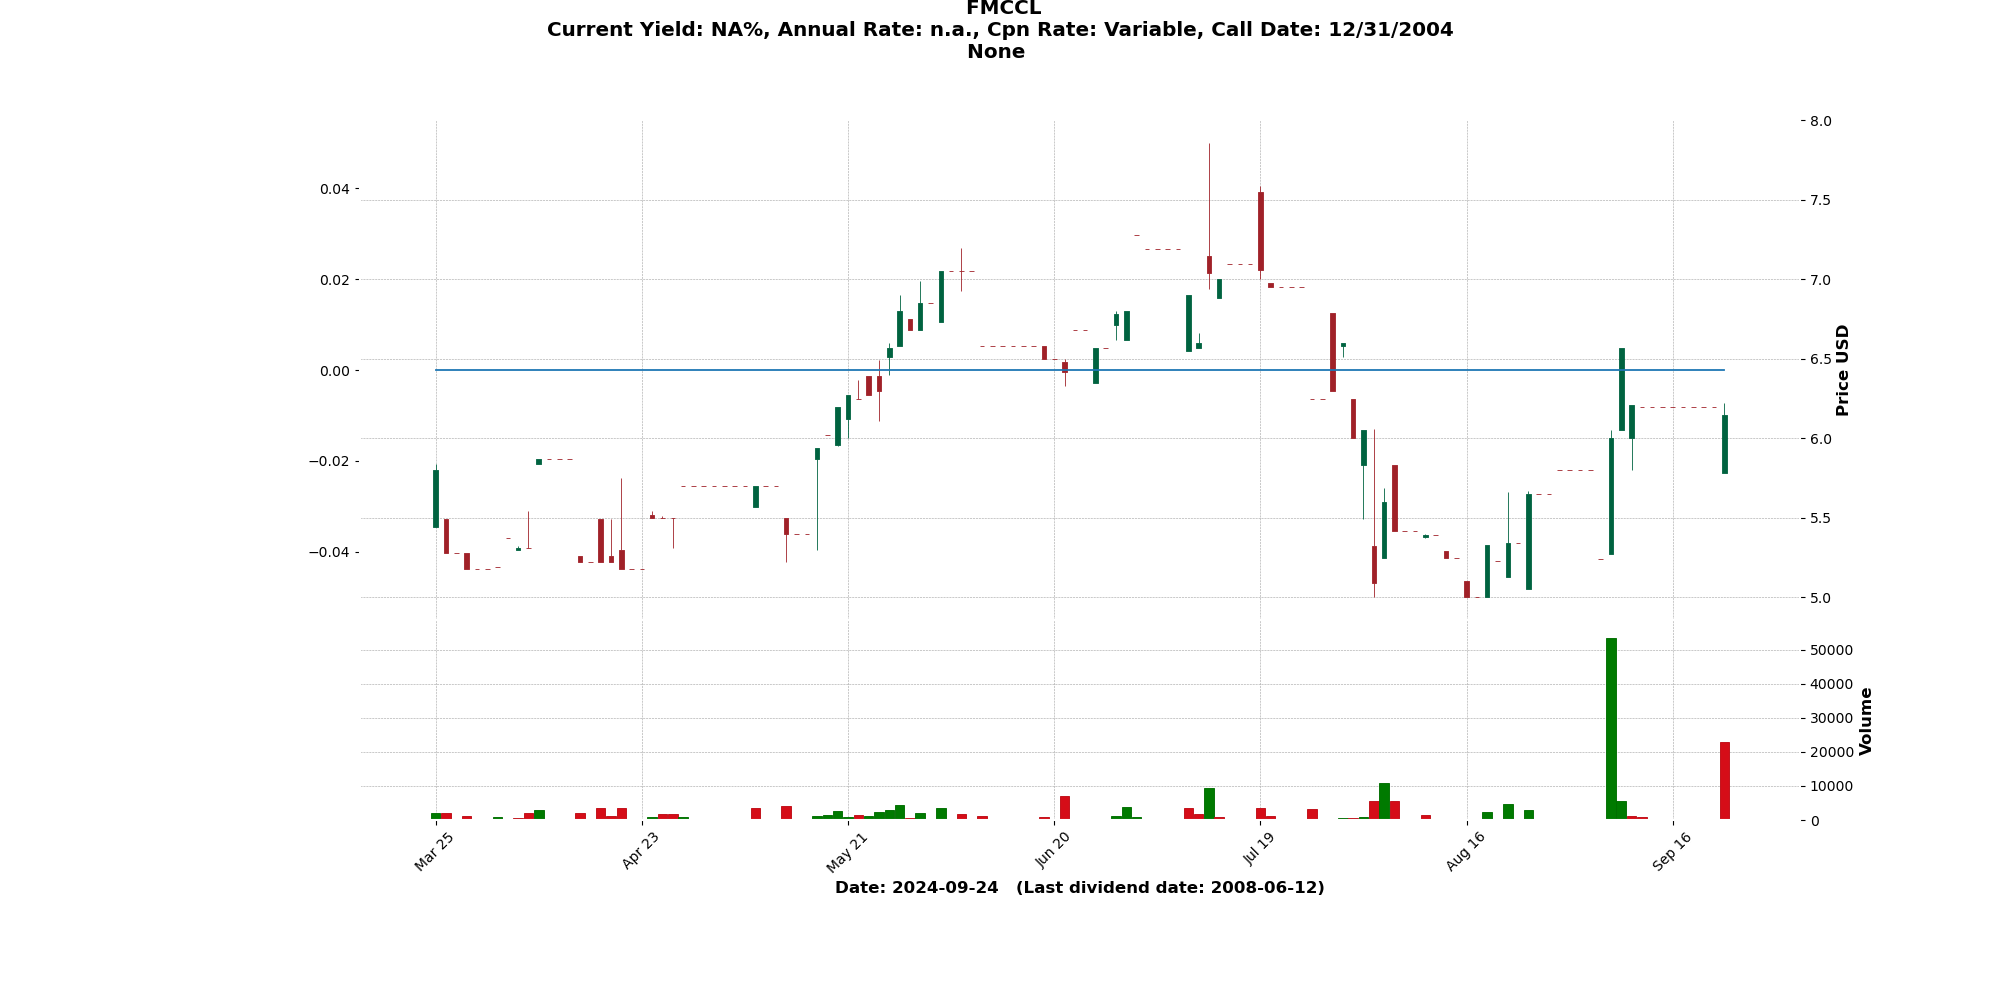 FMCCL
Current Yield: NA%, Annual Rate: n.a., Cpn Rate: Variable, Call Date: 12/31/2004
None
8.0
7.5
7.0
6.5
6.0
5.5
5.0
Price USD
0.04
0.02
0.00
−0.02
−0.04
50000
40000
30000
20000
10000
0
Volume
Mar 25
Apr 23
May 21
Jun 20
Jul 19
Aug 16
Sep 16
Date: 2024-09-24   (Last dividend date: 2008-06-12)